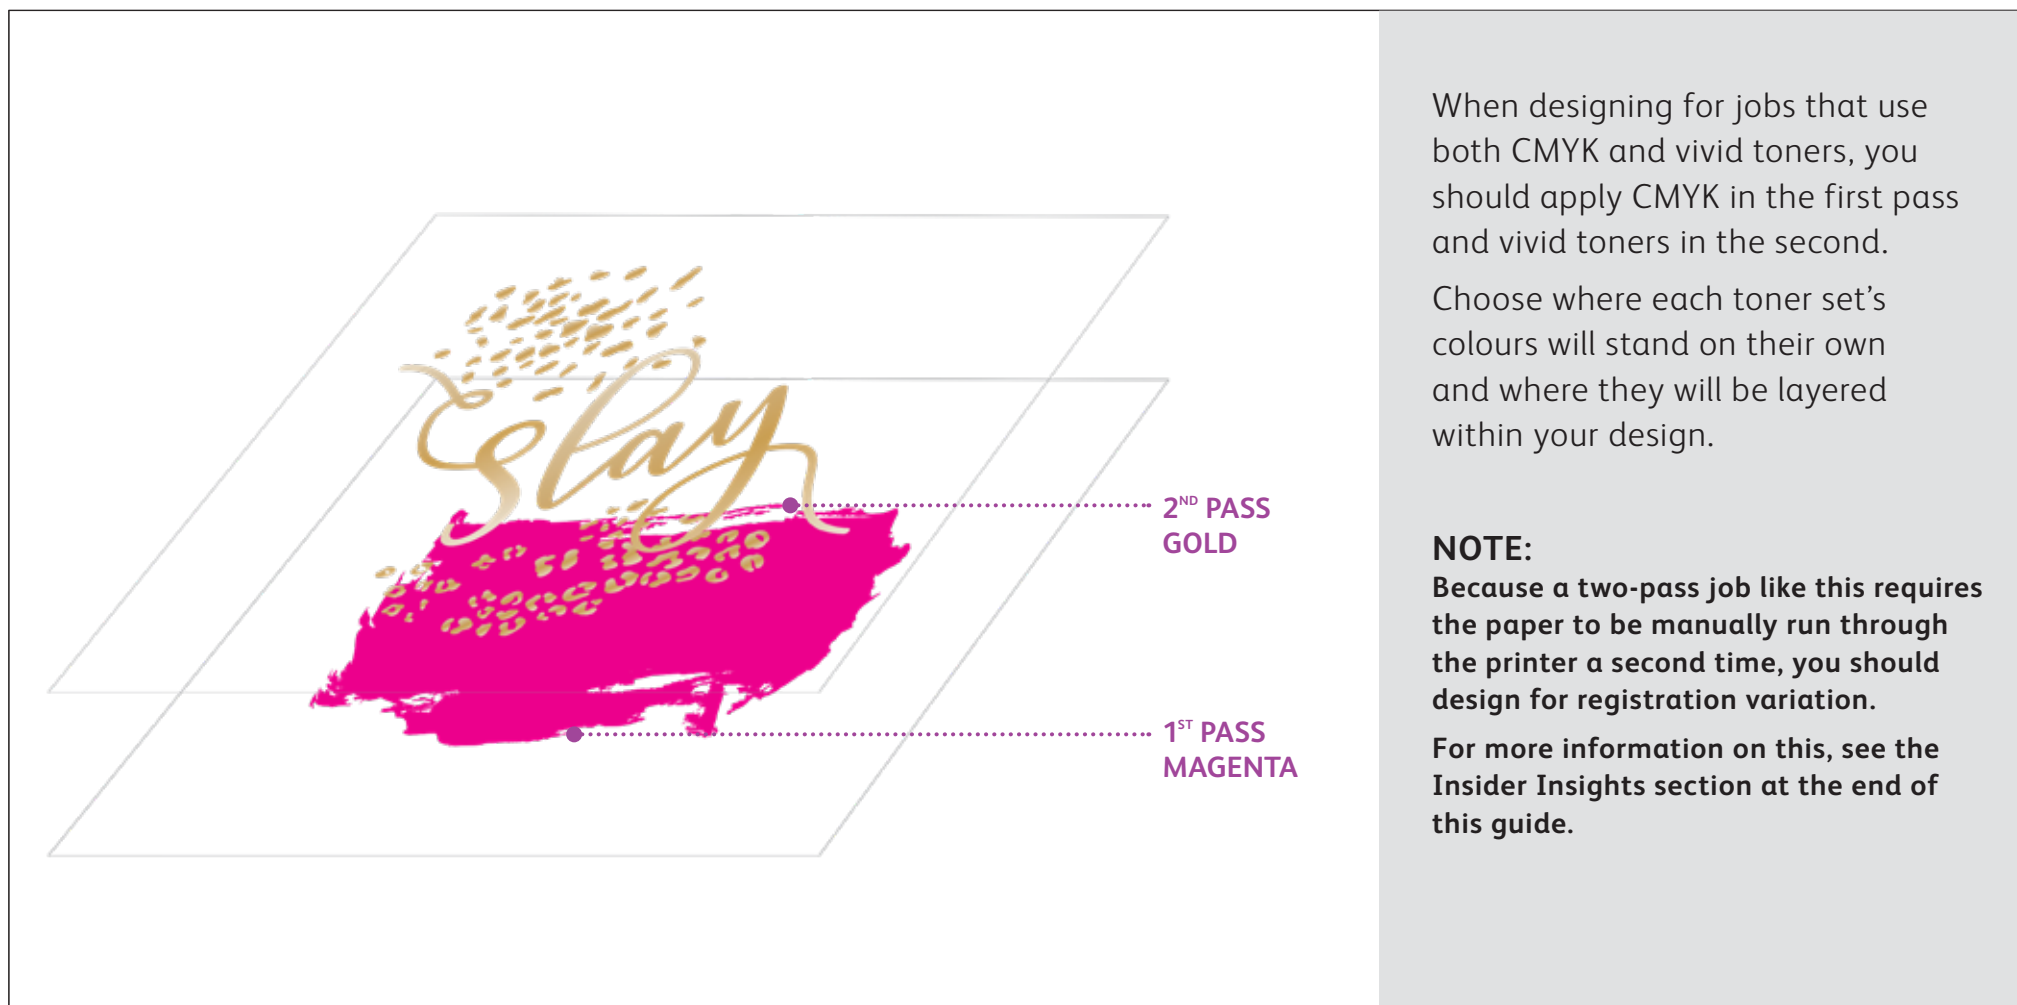 Slay
2ND PASS
GOLD
1ST PASS
MAGENTA
When designing for jobs that use
both CMYK and vivid toners, you
should apply CMYK in the first pass
and vivid toners in the second.
Choose where each toner set’s
colours will stand on their own
and where they will be layered
within your design.
NOTE:
Because a two-pass job like this requires
the paper to be manually run through
the printer a second time, you should
design for registration variation.
For more information on this, see the
Insider Insights section at the end of
this guide.